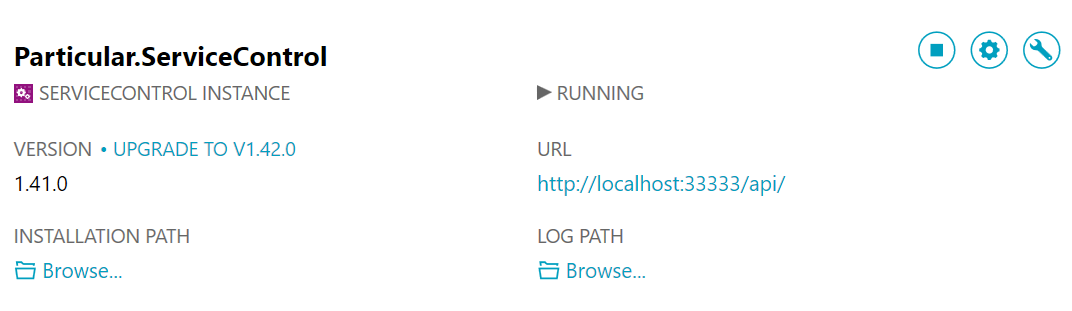 Particular.ServiceControl
SERVICECONTROL INSTANCE
RUNNING
VERSION • UPGRADE TO V1.42.0
URL
1.41.0
http://localhost:33333/api/
INSTALLATION PATH
LOG PATH
Browse...
Browse...